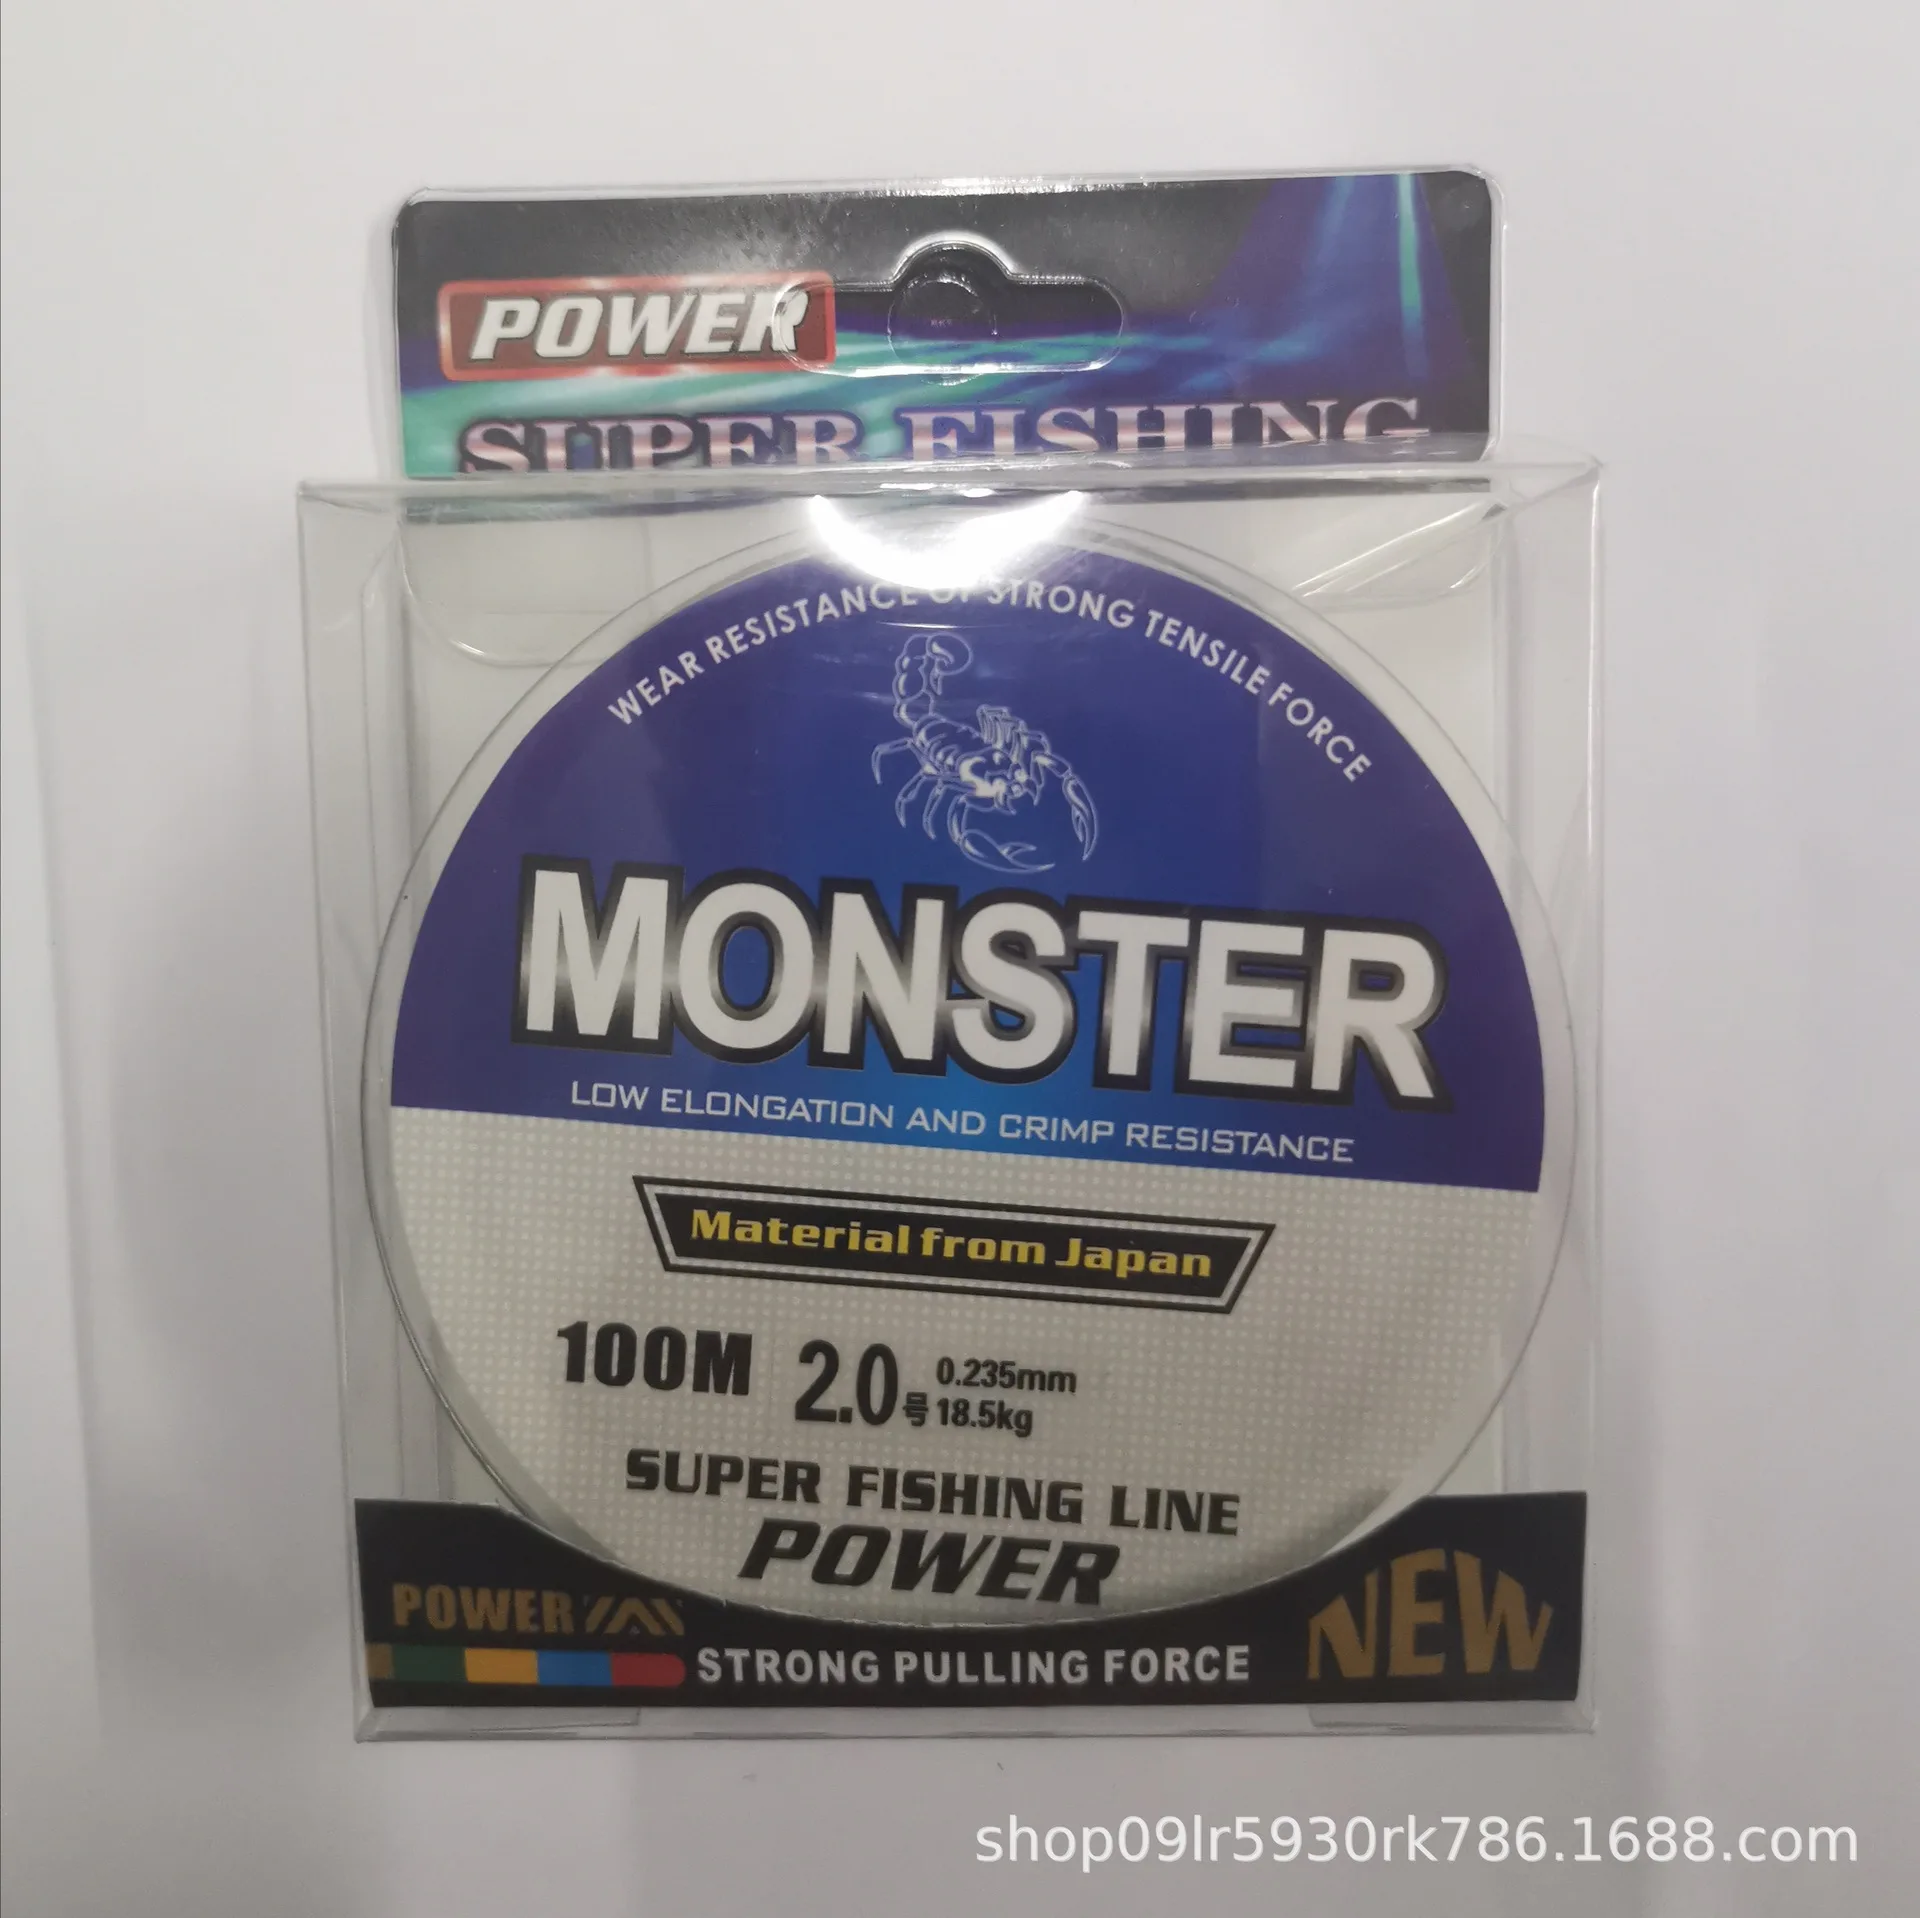 POWER
SUPER FISHING
WEAR RESISTANCE OF STRONG TENSILE FORCE
MONSTER
LOW ELONGATION AND CRIMP RESISTANCE
Material from Japan
100M 2.0号 0.235mm
18.5kg
SUPER FISHING LINE
POWER
POWER
NEW
STRONG PULLING FORCE
shop09lr5930rk786.1688.com